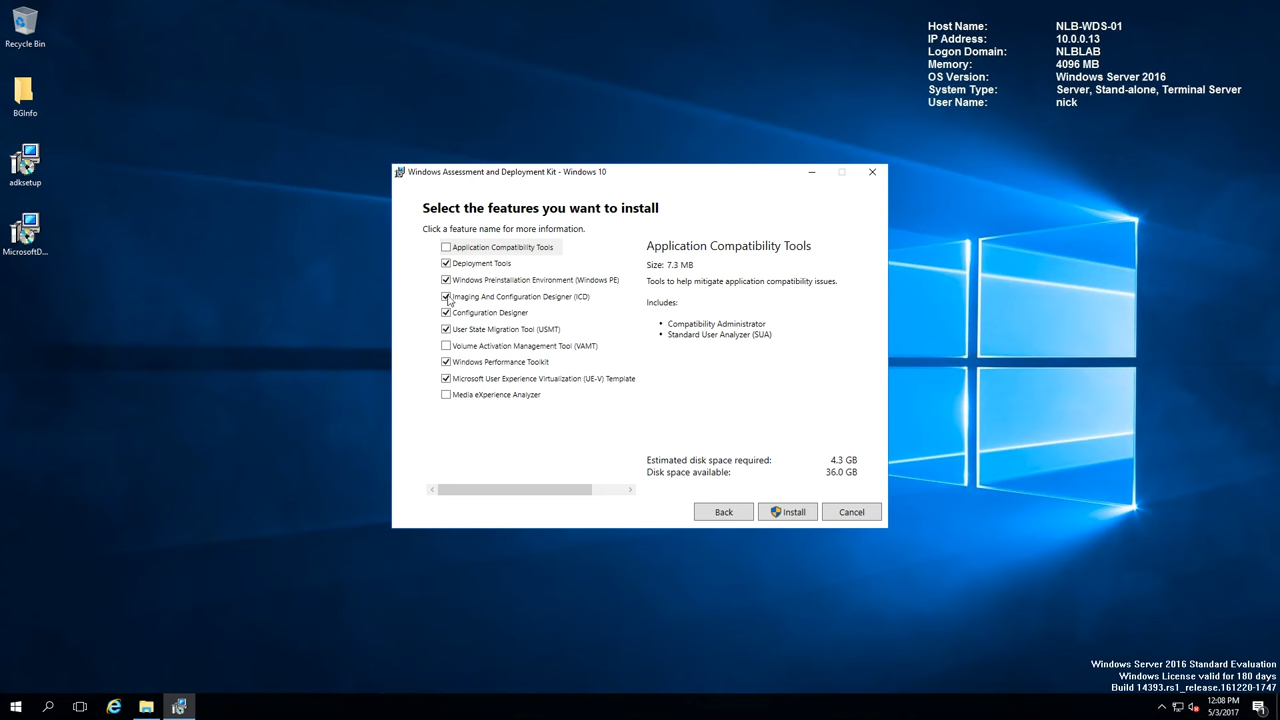 Recycle Bin
BGInfo
adksetup
MicrosoftD...
Host Name: NLB-WDS-01
IP Address: 10.0.0.13
Logon Domain: NLBLAB
Memory: 4096 MB
OS Version: Windows Server 2016
System Type: Server, Stand-alone, Terminal Server
User Name: nick
Windows Assessment and Deployment Kit - Windows 10
Select the features you want to install
Click a feature name for more information.
Application Compatibility Tools
Deployment Tools
Windows Preinstallation Environment (Windows PE)
Imaging And Configuration Designer (ICD)
Configuration Designer
User State Migration Tool (USMT)
Volume Activation Management Tool (VAMT)
Windows Performance Toolkit
Microsoft User Experience Virtualization (UE-V) Template
Media eXperience Analyzer
Application Compatibility Tools
Size: 7.3 MB
Tools to help mitigate application compatibility issues.
Includes:
• Compatibility Administrator
• Standard User Analyzer (SUA)
Estimated disk space required: 4.3 GB
Disk space available: 36.0 GB
Back
Install
Cancel
Windows Server 2016 Standard Evaluation
Windows License valid for 180 days
Build 14393.rs1_release.161220-1747
12:08 PM
5/3/2017
1